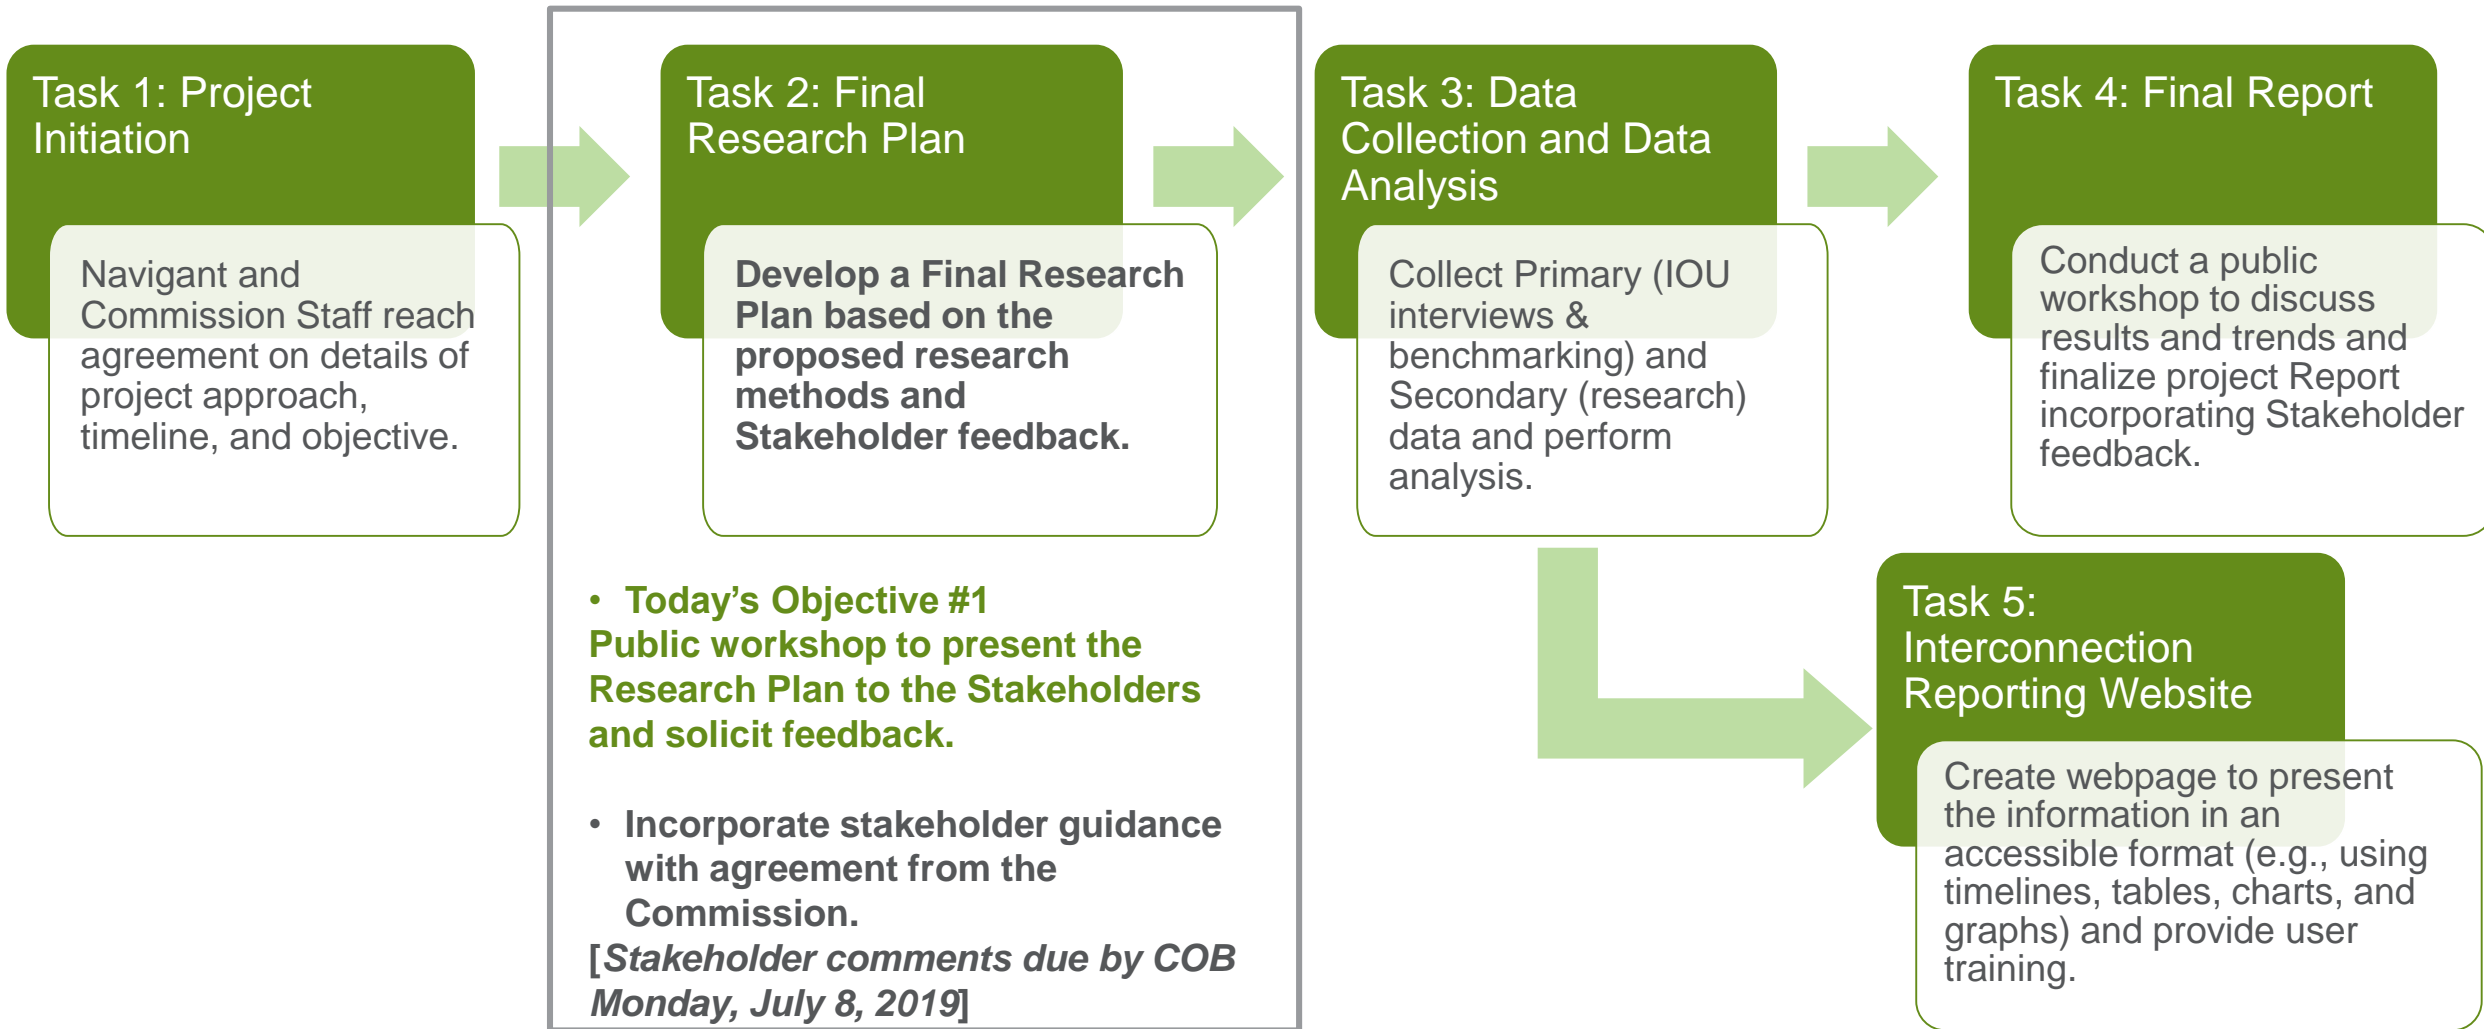 Task 1: Project
Initiation
Navigant and
Commission Staff reach
agreement on details of
project approach,
timeline, and objective.
Task 2: Final
Research Plan
Develop a Final Research
Plan based on the
proposed research
methods and
Stakeholder feedback.
• Today’s Objective #1
Public workshop to present the
Research Plan to the Stakeholders
and solicit feedback.
• Incorporate stakeholder guidance
with agreement from the
Commission.
[Stakeholder comments due by COB
Monday, July 8, 2019]
Task 3: Data
Collection and Data
Analysis
Collect Primary (IOU
interviews &
benchmarking) and
Secondary (research)
data and perform
analysis.
Task 4: Final Report
Conduct a public
workshop to discuss
results and trends and
finalize project Report
incorporating Stakeholder
feedback.
Task 5:
Interconnection
Reporting Website
Create webpage to present
the information in an
accessible format (e.g., using
timelines, tables, charts, and
graphs) and provide user
training.